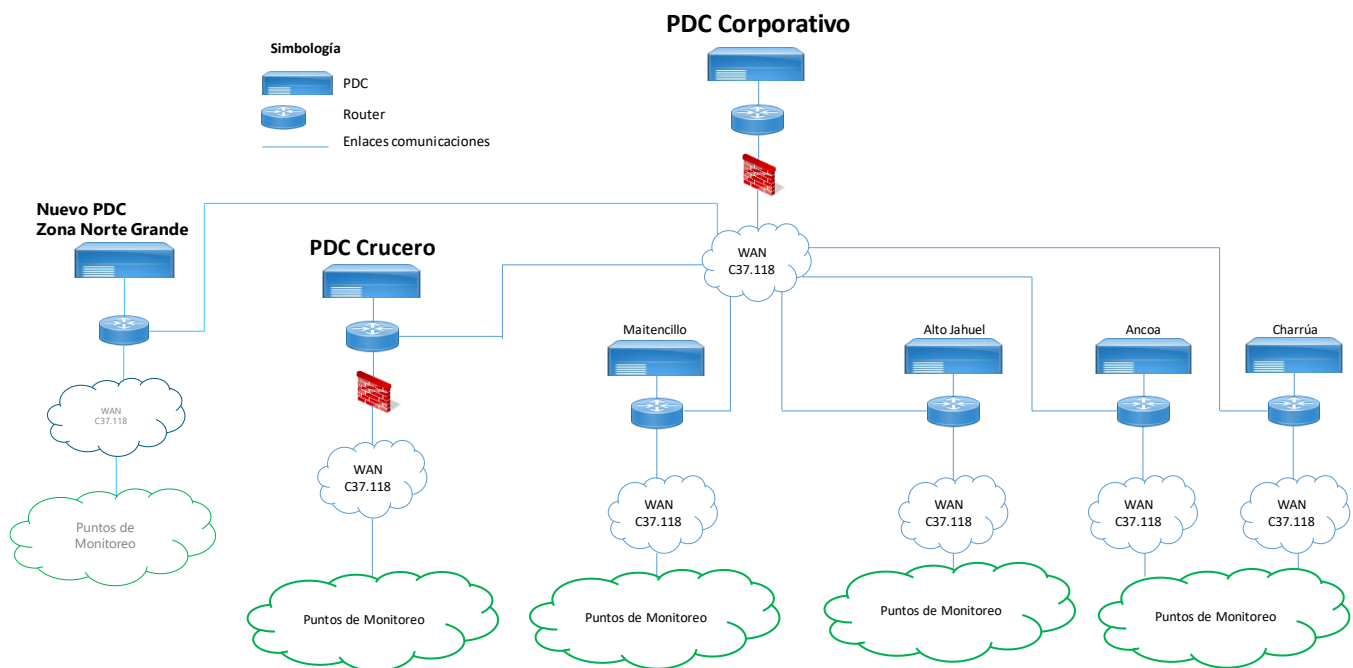 PDC Corporativo
Simbología
PDC
Router
Enlaces comunicaciones
Nuevo PDC
Zona Norte Grande
PDC Crucero
WAN
C37.118
Maitencillo
Alto Jahuel
Ancoa
Charrúa
WAN
C37.118
WAN
C37.118
WAN
C37.118
WAN
C37.118
WAN
C37.118
WAN
C37.118
Puntos de
Monitoreo
Puntos de Monitoreo
Puntos de Monitoreo
Puntos de Monitoreo
Puntos de Monitoreo